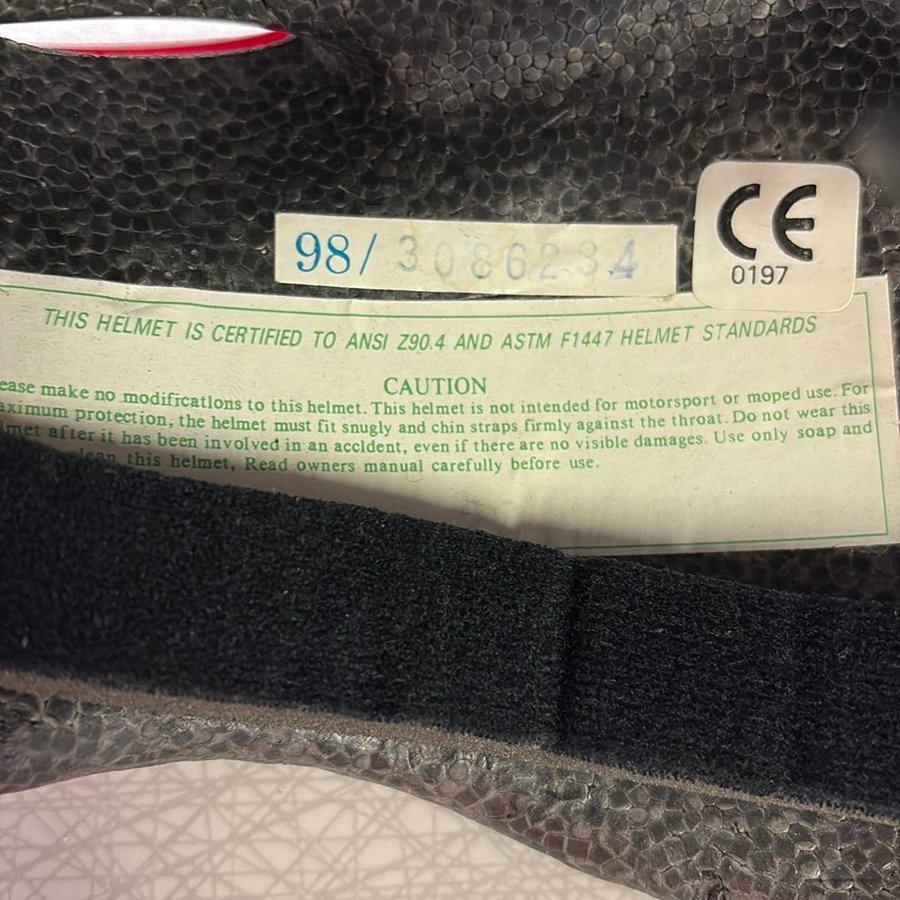 98/ 3086234
CE
0197
THIS HELMET IS CERTIFIED TO ANSI Z90.4 AND ASTM F1447 HELMET STANDARDS
CAUTION
ease make no modifications to this helmet. This helmet is not intended for motorsport or moped use. For
aximum protection, the helmet must fit snugly and chin straps firmly against the throat. Do not wear this
lmet after it has been involved in an accident, even if there are no visible damages. Use only soap and
clean this helmet, Read owners manual carefully before use.